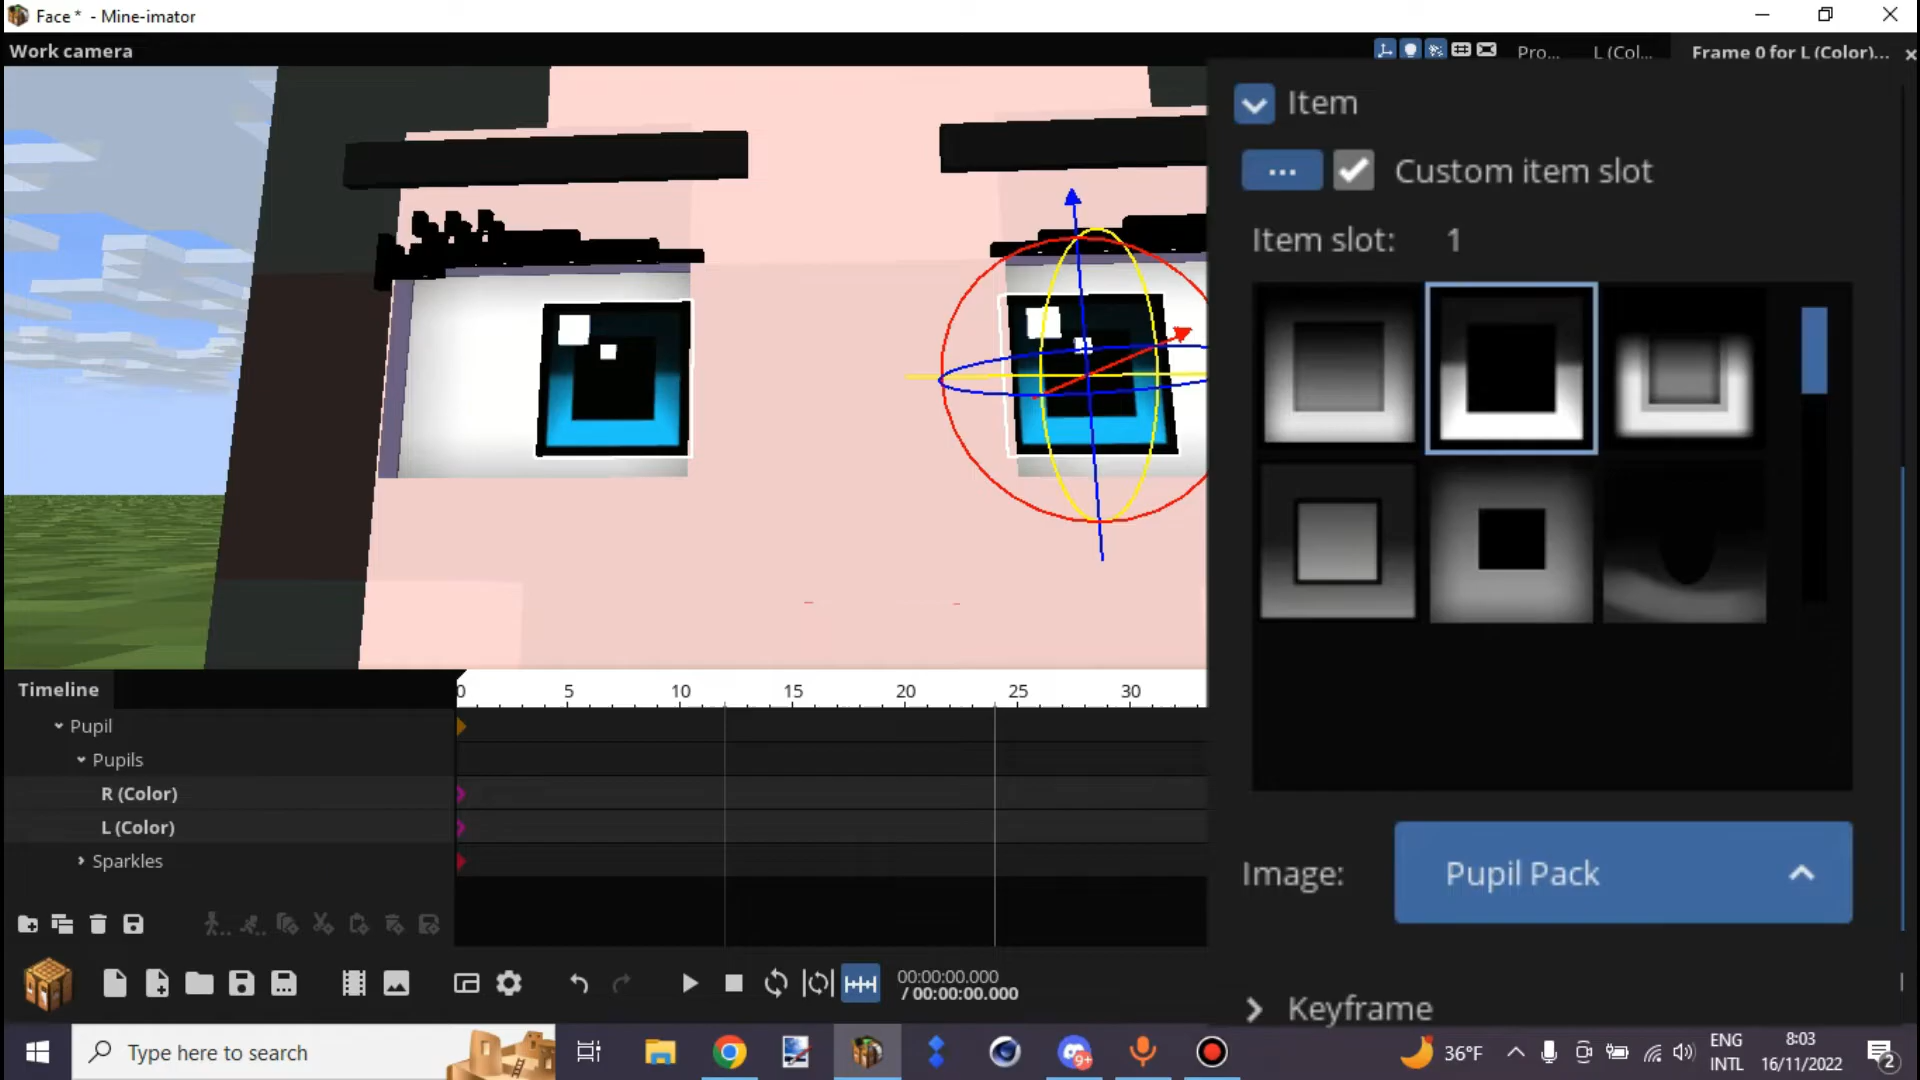 Face * - Mine-imator
Work camera
Pro...
L (Col...
Frame 0 for L (Color)...
Item
Custom item slot
Item slot: 1
Timeline
0 5 10 15 20 25 30
Pupil
Pupils
R (Color)
L (Color)
Sparkles
Image:
Pupil Pack
00:00:00.000
/ 00:00:00.000
Keyframe
Type here to search
9+
36°F
ENG
INTL
8:03
16/11/2022
2